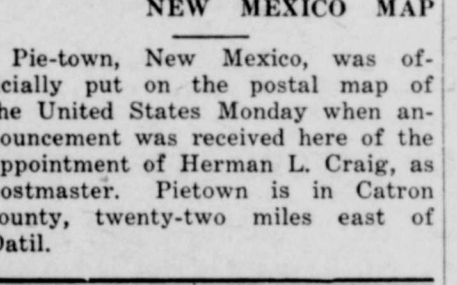 NEW MEXICO MAP
Pie-town, New Mexico, was of-
cially put on the postal map of
he United States Monday when an-
ouncement was received here of the
ppointment of Herman L. Craig, as
ostmaster. Pietown is in Catron
ounty, twenty-two miles east of
Datil.